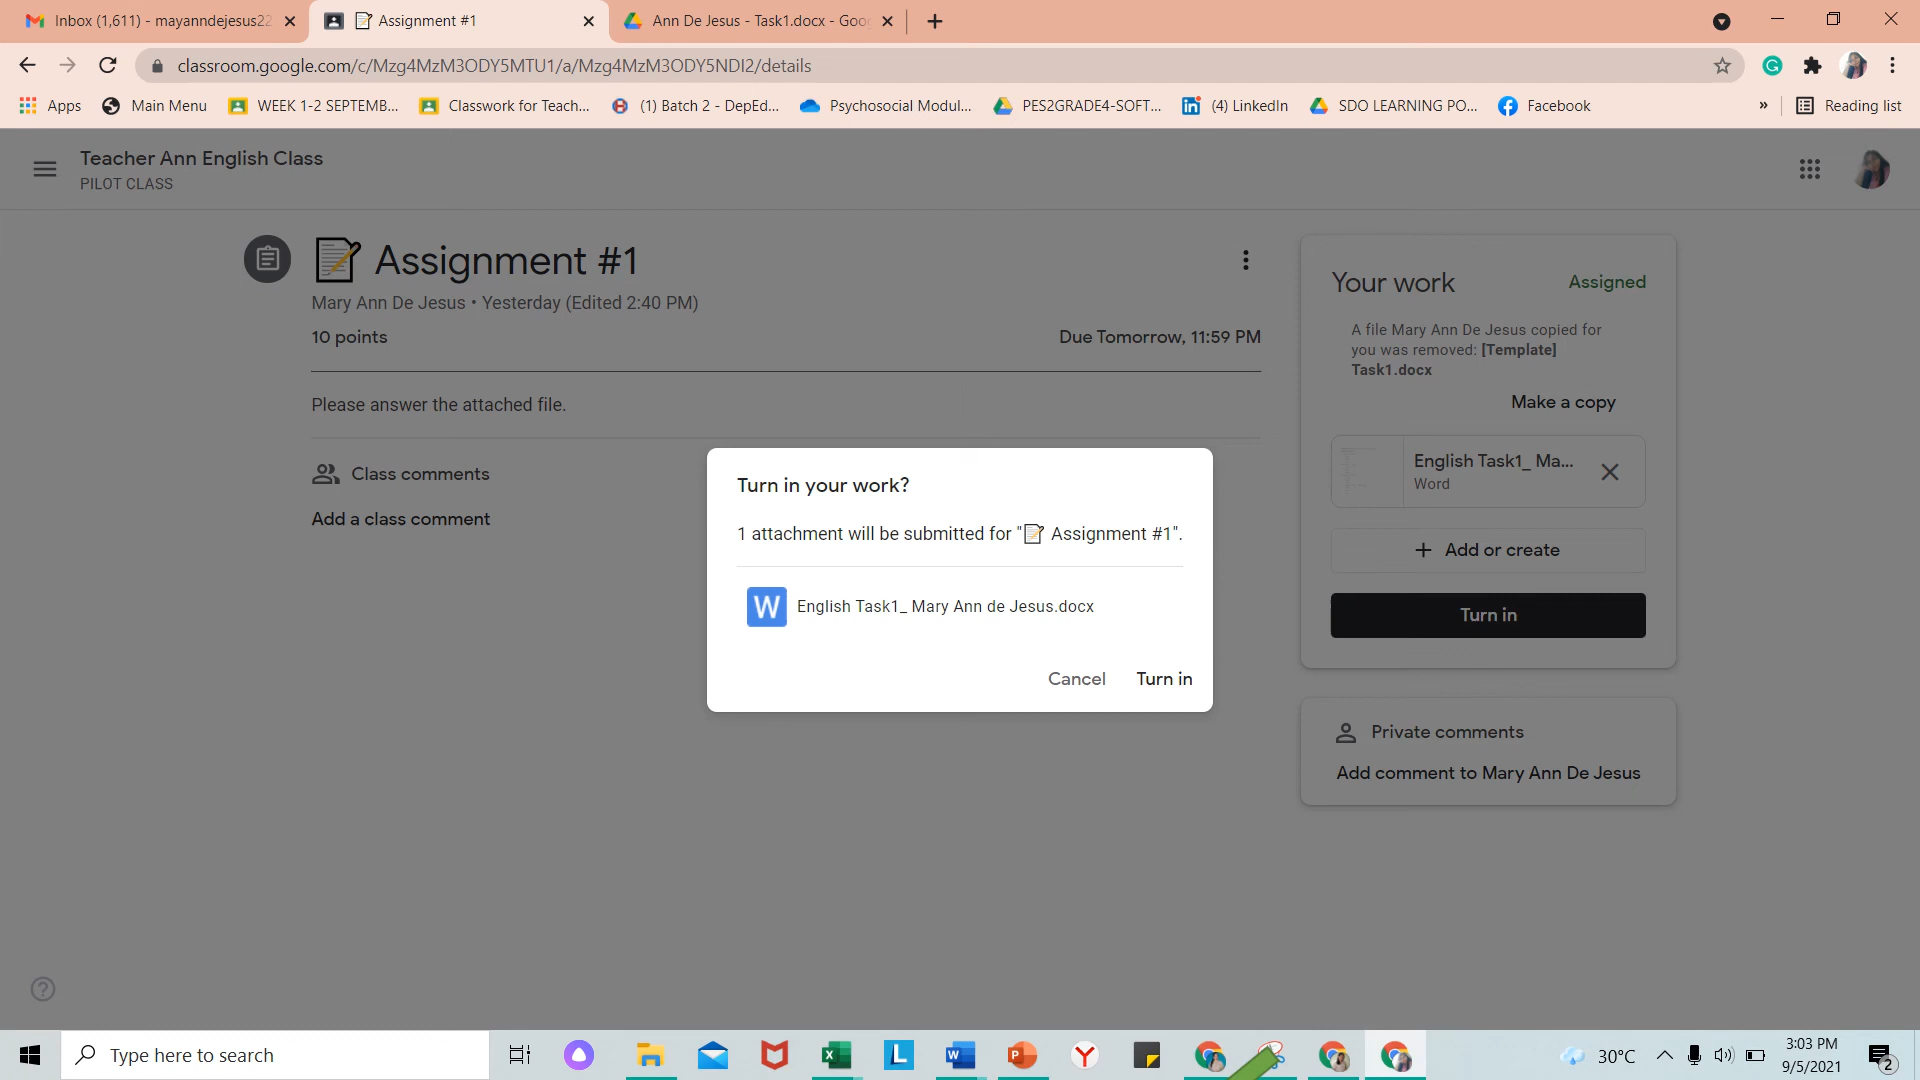 Inbox (1,611) - mayanndejesus22
Assignment #1
Ann De Jesus - Task1.docx - Goo
classroom.google.com/c/Mzg4MzM3ODY5MTU1/a/Mzg4MzM3ODY5NDI2/details
Apps
Main Menu
WEEK 1-2 SEPTEMB...
Classwork for Teach...
(1) Batch 2 - DepEd...
Psychosocial Modul...
PES2GRADE4-SOFT...
(4) LinkedIn
SDO LEARNING PO...
Facebook
»
Reading list
Teacher Ann English Class
PILOT CLASS
Assignment #1
Mary Ann De Jesus • Yesterday (Edited 2:40 PM)
10 points
Due Tomorrow, 11:59 PM
Please answer the attached file.
Class comments
Add a class comment
Your work
Assigned
A file Mary Ann De Jesus copied for
you was removed: [Template]
Task1.docx
Make a copy
English Task1_ Ma...
Word
+ Add or create
Turn in
Private comments
Add comment to Mary Ann De Jesus
Turn in your work?
1 attachment will be submitted for "📝 Assignment #1".
W
English Task1_ Mary Ann de Jesus.docx
Cancel
Turn in
Type here to search
30°C
3:03 PM
9/5/2021
2